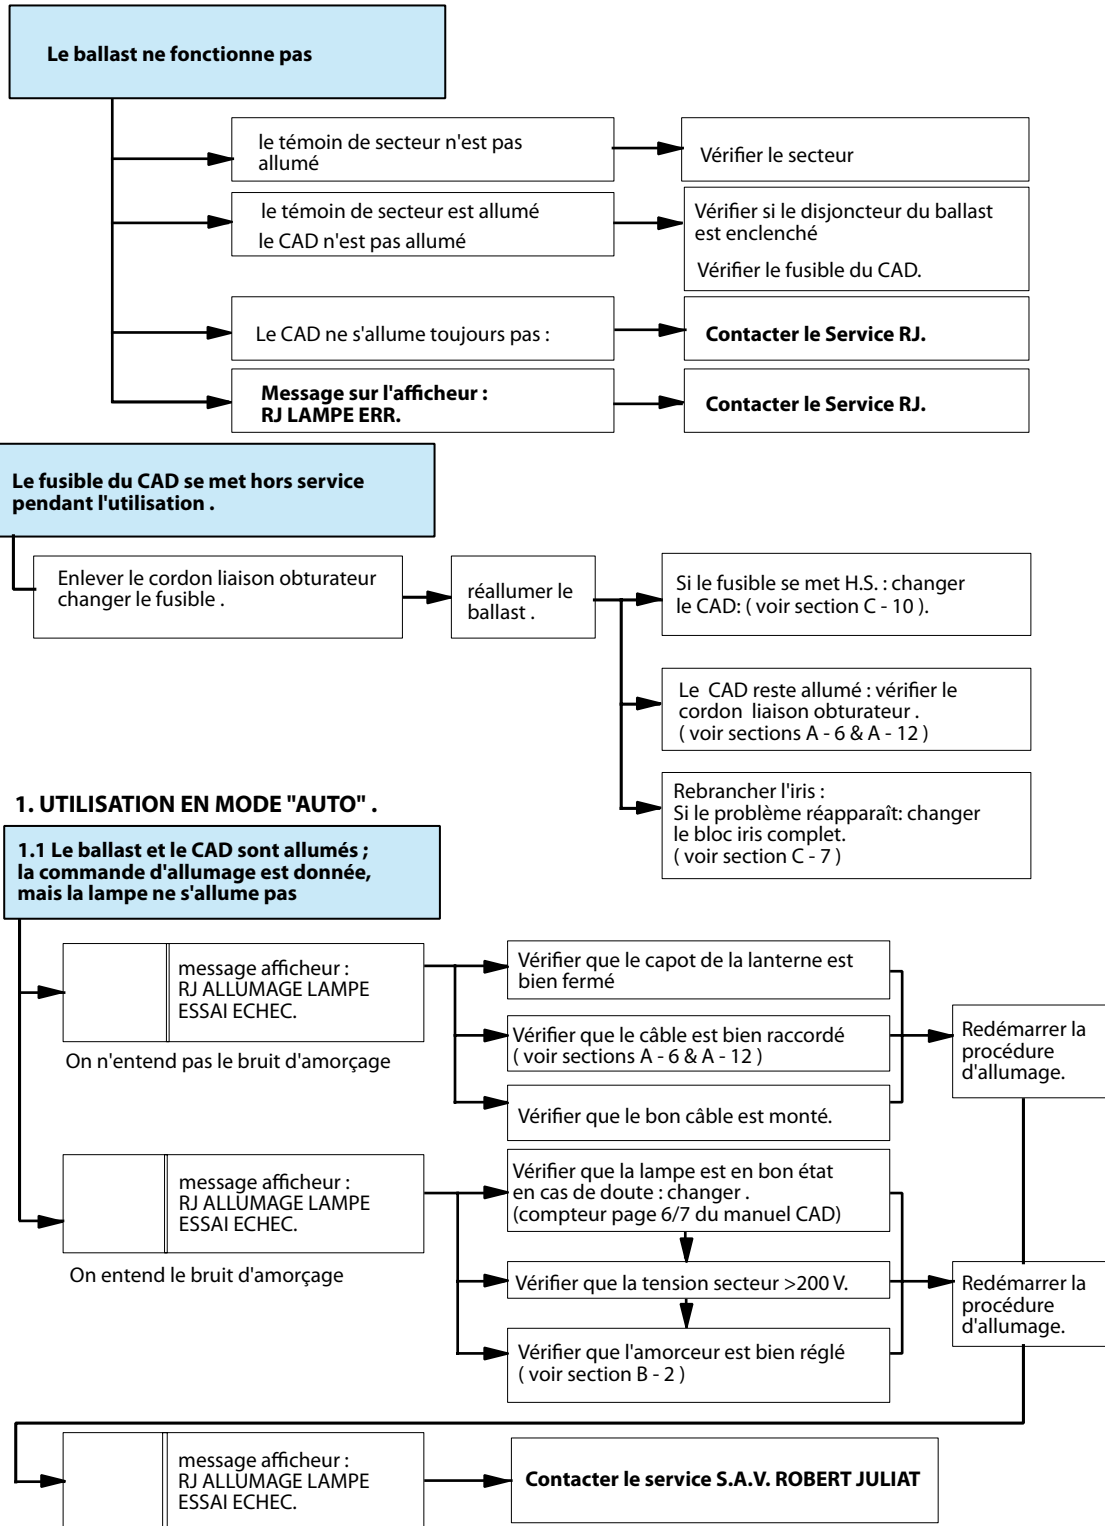 Le ballast ne fonctionne pas
le témoin de secteur n'est pas
allumé
Vérifier le secteur
le témoin de secteur est allumé
le CAD n'est pas allumé
Vérifier si le disjoncteur du ballast
est enclenché
Vérifier le fusible du CAD.
Le CAD ne s'allume toujours pas :
Contacter le Service RJ.
Message sur l'afficheur :
RJ LAMPE ERR.
Contacter le Service RJ.
Le fusible du CAD se met hors service
pendant l'utilisation .
Enlever le cordon liaison obturateur
changer le fusible .
réallumer le
ballast .
Si le fusible se met H.S. : changer
le CAD: ( voir section C - 10 ).
Le CAD reste allumé : vérifier le
cordon liaison obturateur .
( voir sections A - 6 & A - 12 )
Rebrancher l'iris :
Si le problème réapparaît: changer
le bloc iris complet.
( voir section C - 7 )
1. UTILISATION EN MODE "AUTO" .
1.1 Le ballast et le CAD sont allumés ;
la commande d'allumage est donnée,
mais la lampe ne s'allume pas
message afficheur :
RJ ALLUMAGE LAMPE
ESSAI ECHEC.
On n'entend pas le bruit d'amorçage
Vérifier que le capot de la lanterne est
bien fermé
Vérifier que le câble est bien raccordé
( voir sections A - 6 & A - 12 )
Vérifier que le bon câble est monté.
Redémarrer la
procédure
d'allumage.
message afficheur :
RJ ALLUMAGE LAMPE
ESSAI ECHEC.
On entend le bruit d'amorçage
Vérifier que la lampe est en bon état
en cas de doute : changer .
(compteur page 6/7 du manuel CAD)
Vérifier que la tension secteur >200 V.
Vérifier que l'amorceur est bien réglé
( voir section B - 2 )
Redémarrer la
procédure
d'allumage.
message afficheur :
RJ ALLUMAGE LAMPE
ESSAI ECHEC.
Contacter le service S.A.V. ROBERT JULIAT